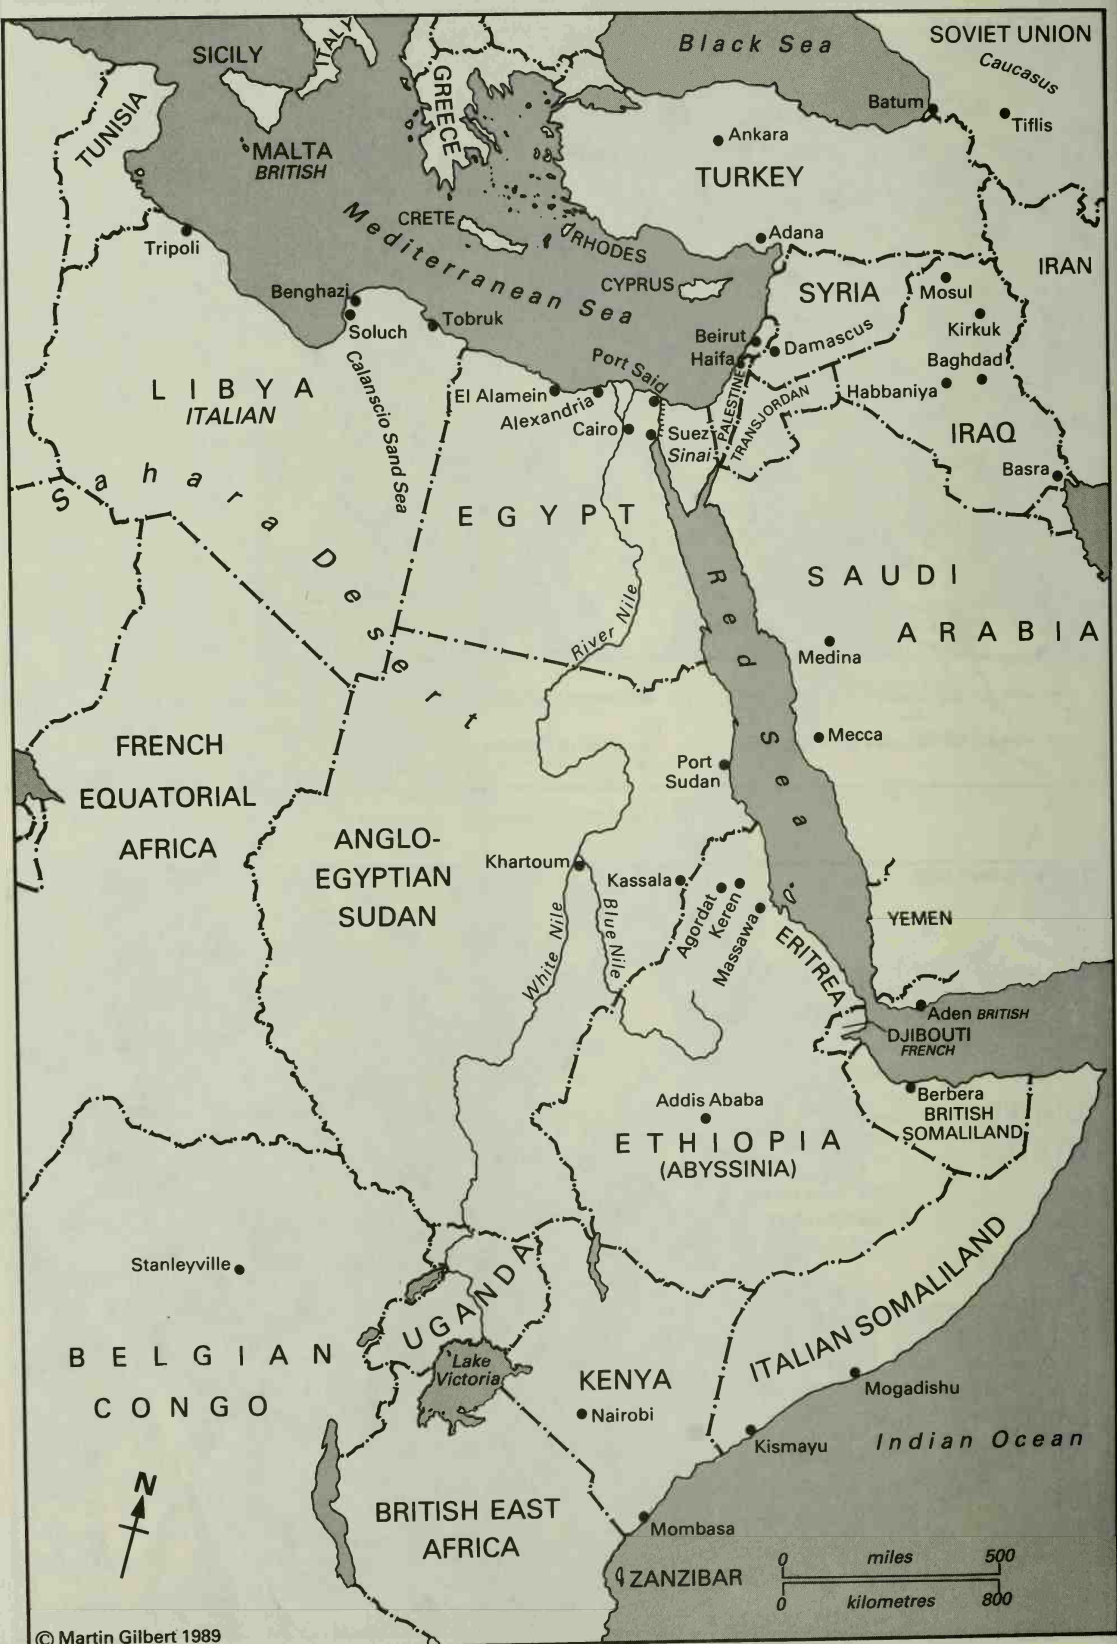 SICILY
ITALY
GREECE
Black Sea
SOVIET UNION
Caucasus
Batum
Tiflis
TUNISIA
MALTA
BRITISH
Ankara
TURKEY
Tripoli
CRETE
RHODES
Mediterranean Sea
CYPRUS
Adana
SYRIA
Mosul
IRAN
Kirkuk
Benghazi
Soluch
Tobruk
Beirut
Haifa
Damascus
Baghdad
Habbaniya
LIBYA
ITALIAN
Calanscio Sand Sea
El Alamein
Alexandria
Port Said
Cairo
Suez
Sinai
PALESTINE
TRANSJORDAN
IRAQ
Basra
Sahara Desert
EGYPT
Red Sea
SAUDI
ARABIA
River Nile
Medina
Mecca
FRENCH
EQUATORIAL
AFRICA
Port
Sudan
ANGLO-
EGYPTIAN
SUDAN
Khartoum
Kassala
Agordat
Keren
Massawa
White Nile
Blue Nile
ERITREA
YEMEN
Aden BRITISH
DJIBOUTI
FRENCH
Berbera
BRITISH
SOMALILAND
Addis Ababa
ETHIOPIA
(ABYSSINIA)
Stanleyville
UGANDA
ITALIAN SOMALILAND
BELGIAN
CONGO
Lake
Victoria
KENYA
Nairobi
Mogadishu
Kismayu
Indian Ocean
N
BRITISH EAST
AFRICA
Mombasa
ZANZIBAR
0 miles 500
0 kilometres 800
© Martin Gilbert 1989